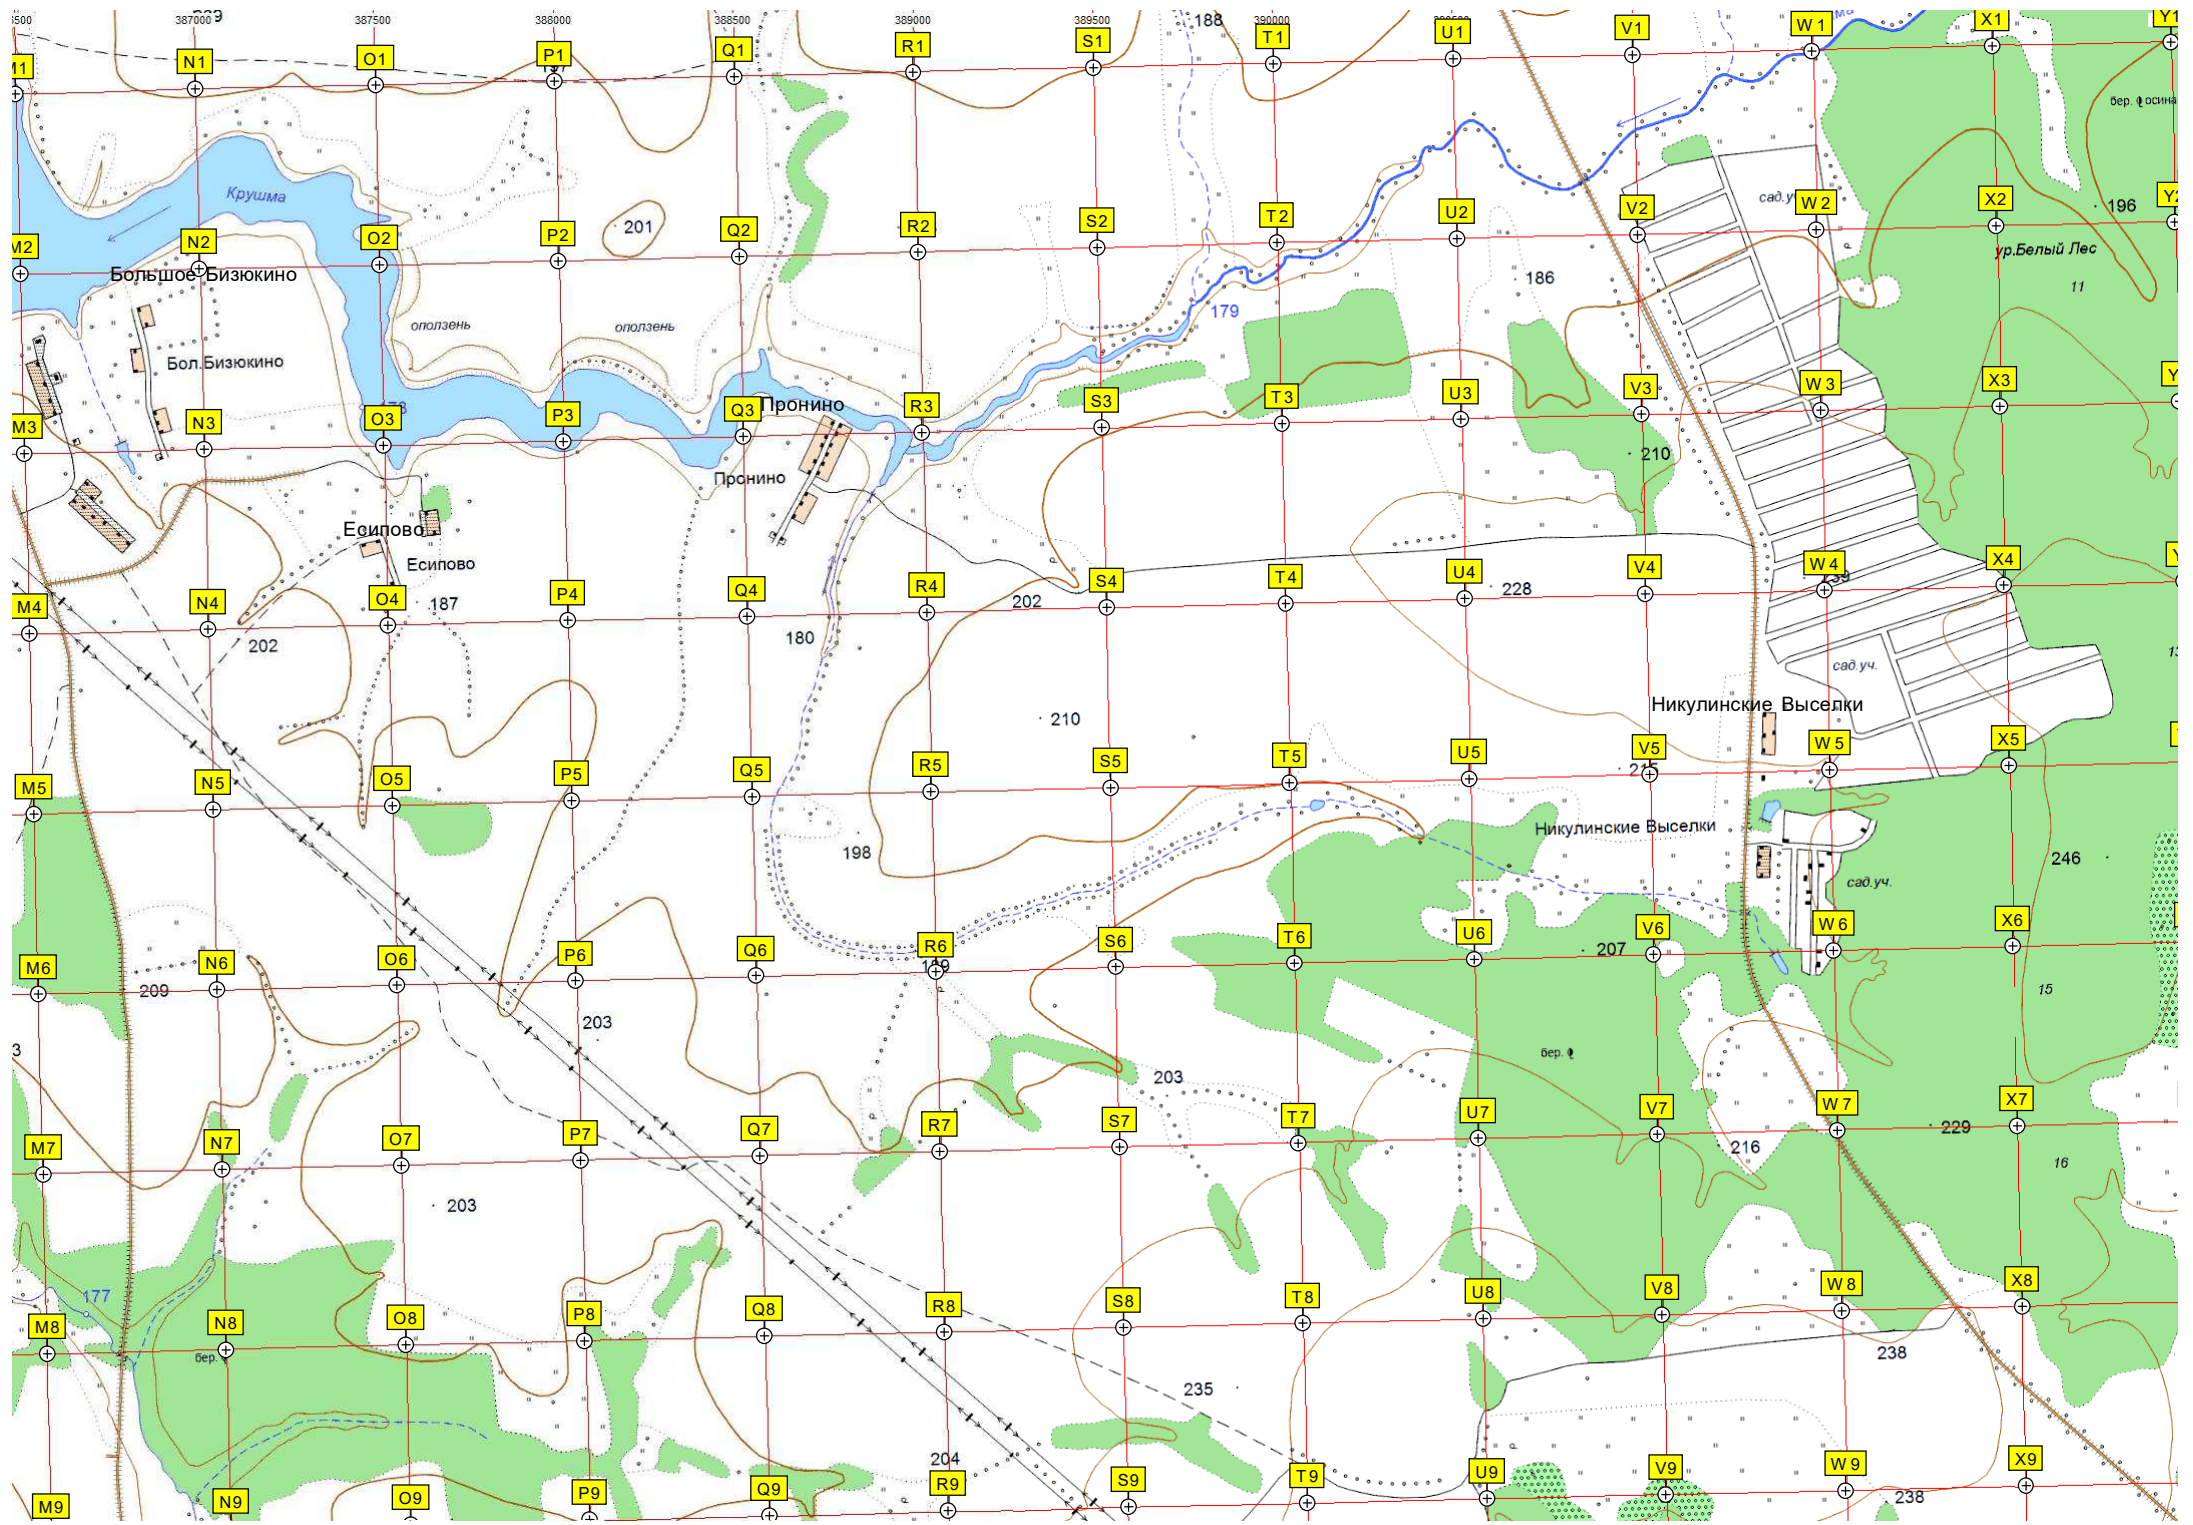 387000
387500
388000
388500
389000
389500
390000
188
N1
O1
P1
Q1
R1
S1
T1
U1
V1
W1
X1
бер. осина
Крушма
сад.у
N2
O2
P2
Q2
R2
S2
T2
U2
V2
W2
X2
196
201
Большое Бизюкино
ур.Белый Лес
11
186
179
оползень
оползень
Бол.Бизюкино
M3
N3
O3
P3
Q3
Пронино
R3
S3
T3
U3
V3
W3
X3
210
Пронино
Есипово
Есипово
M4
N4
O4
187
P4
Q4
R4
202
S4
T4
U4
228
V4
W4
X4
202
180
сад.уч.
Никулинские Выселки
210
M5
N5
O5
P5
Q5
R5
S5
T5
U5
V5
W5
X5
198
Никулинские Выселки
246
сад.уч.
M6
N6
O6
P6
Q6
R6
S6
T6
U6
207
V6
W6
X6
209
15
203
бер.
203
M7
N7
O7
P7
Q7
R7
S7
T7
U7
V7
W7
X7
229
216
16
203
177
M8
N8
O8
P8
Q8
R8
S8
T8
U8
V8
W8
X8
бер.
238
235
204
M9
N9
O9
P9
Q9
R9
S9
T9
U9
V9
W9
X9
238